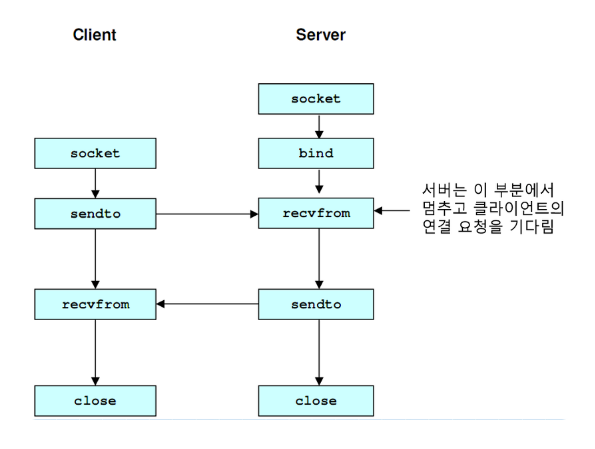 Client
Server
socket
socket
bind
sendto
recvfrom
서버는 이 부분에서
멈추고 클라이언트의
연결 요청을 기다림
recvfrom
sendto
close
close